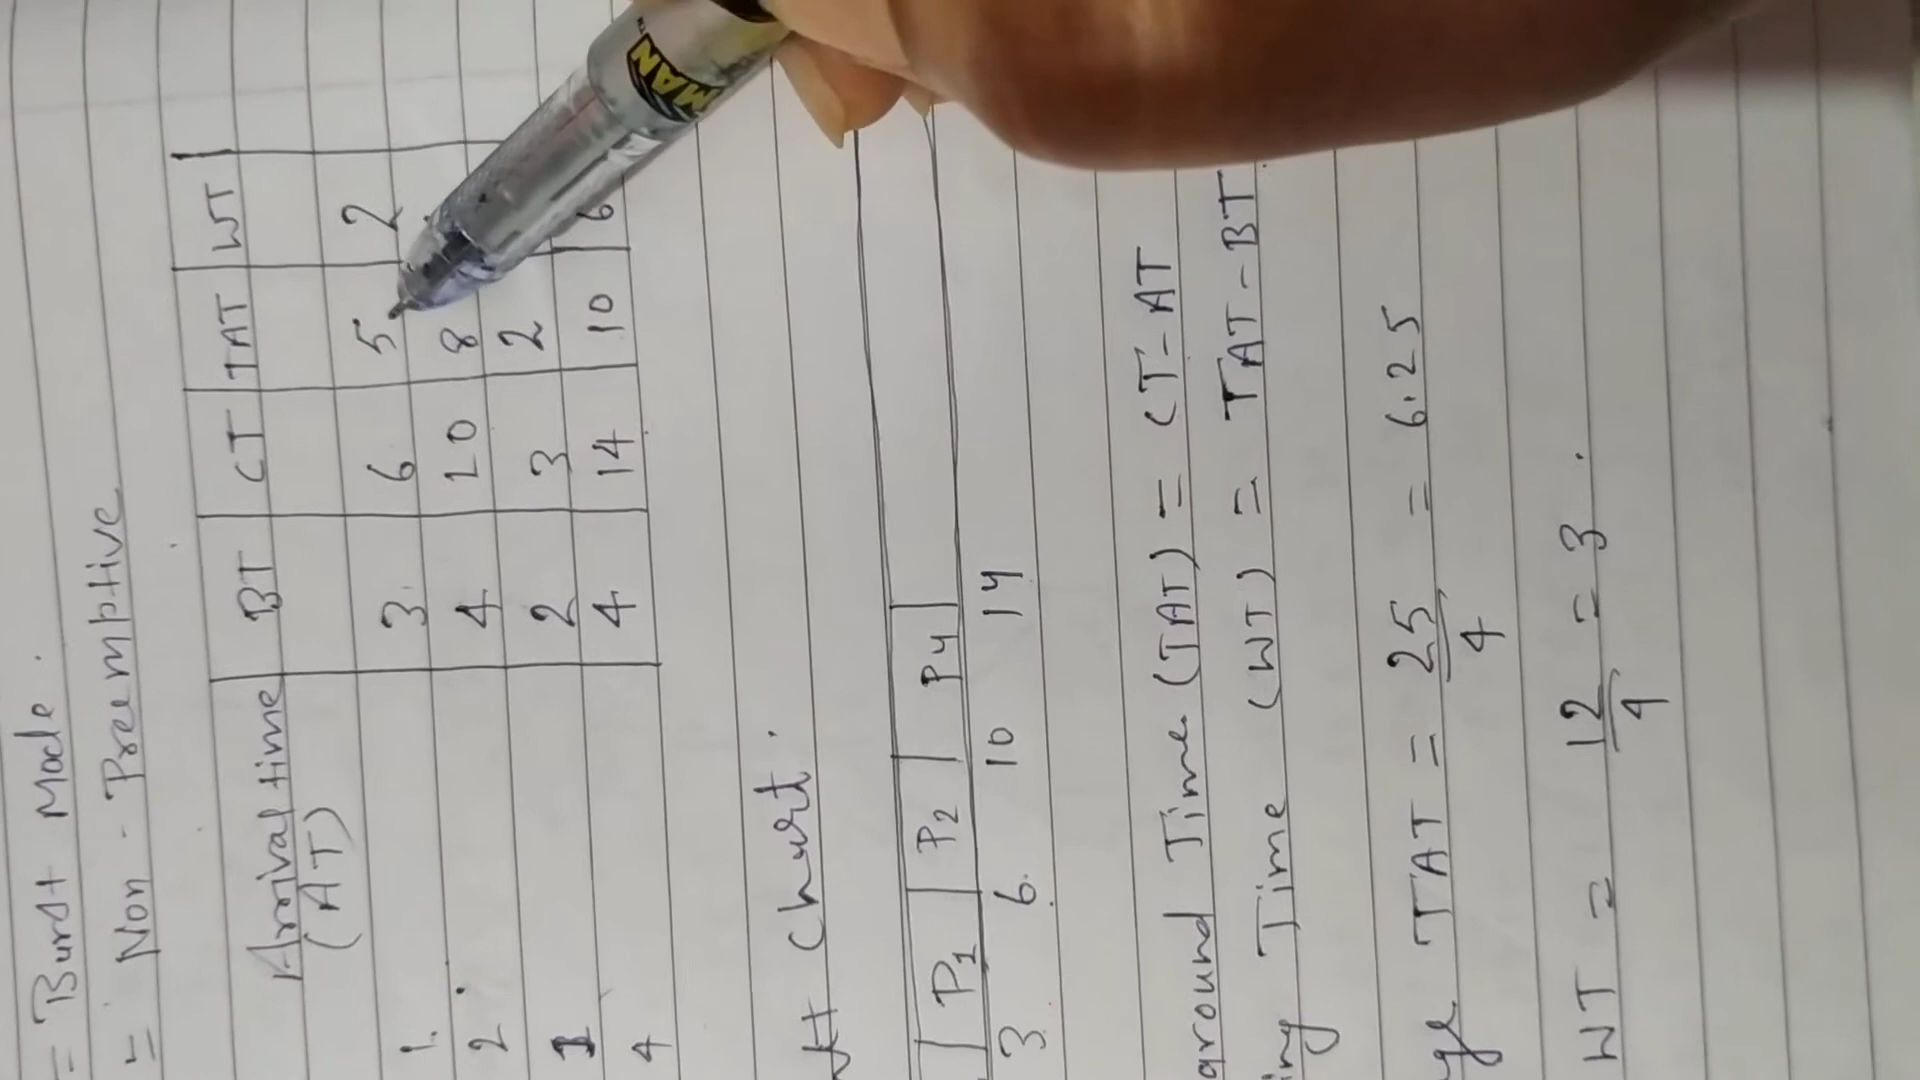 = Burst Mode.
= Non - Preemptive
Arrival time BT CT TAT WT
(AT)
1. 3 6 5 2
2 4 10 8
1 2 3 2
4 4 14 10 6
Chart.
P1 P2 P4
3 6 10 14
around Time (TAT) = CT - AT
Time (WT) = TAT - BT
TAT = 25/4 = 6.25
WT = 12/4 = 3.
MAN